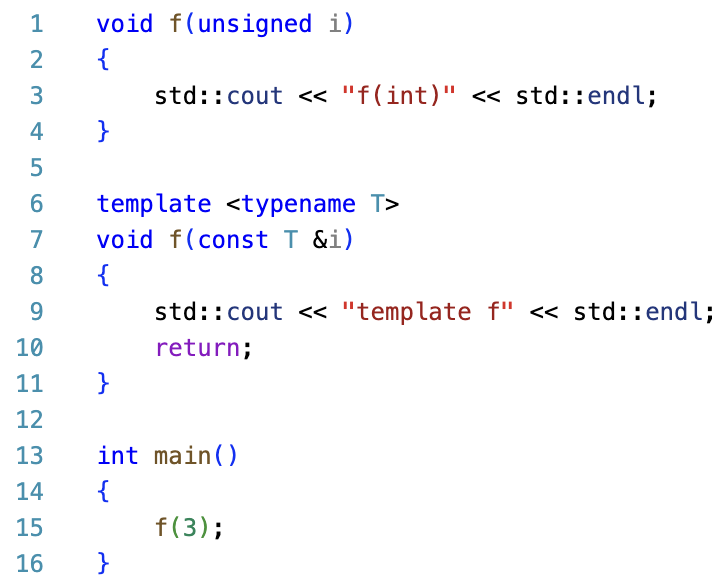 1 void f(unsigned i)
2 {
3     std::cout << "f(int)" << std::endl;
4 }
5
6 template <typename T>
7 void f(const T &i)
8 {
9     std::cout << "template f" << std::endl;
10     return;
11 }
12
13 int main()
14 {
15     f(3);
16 }